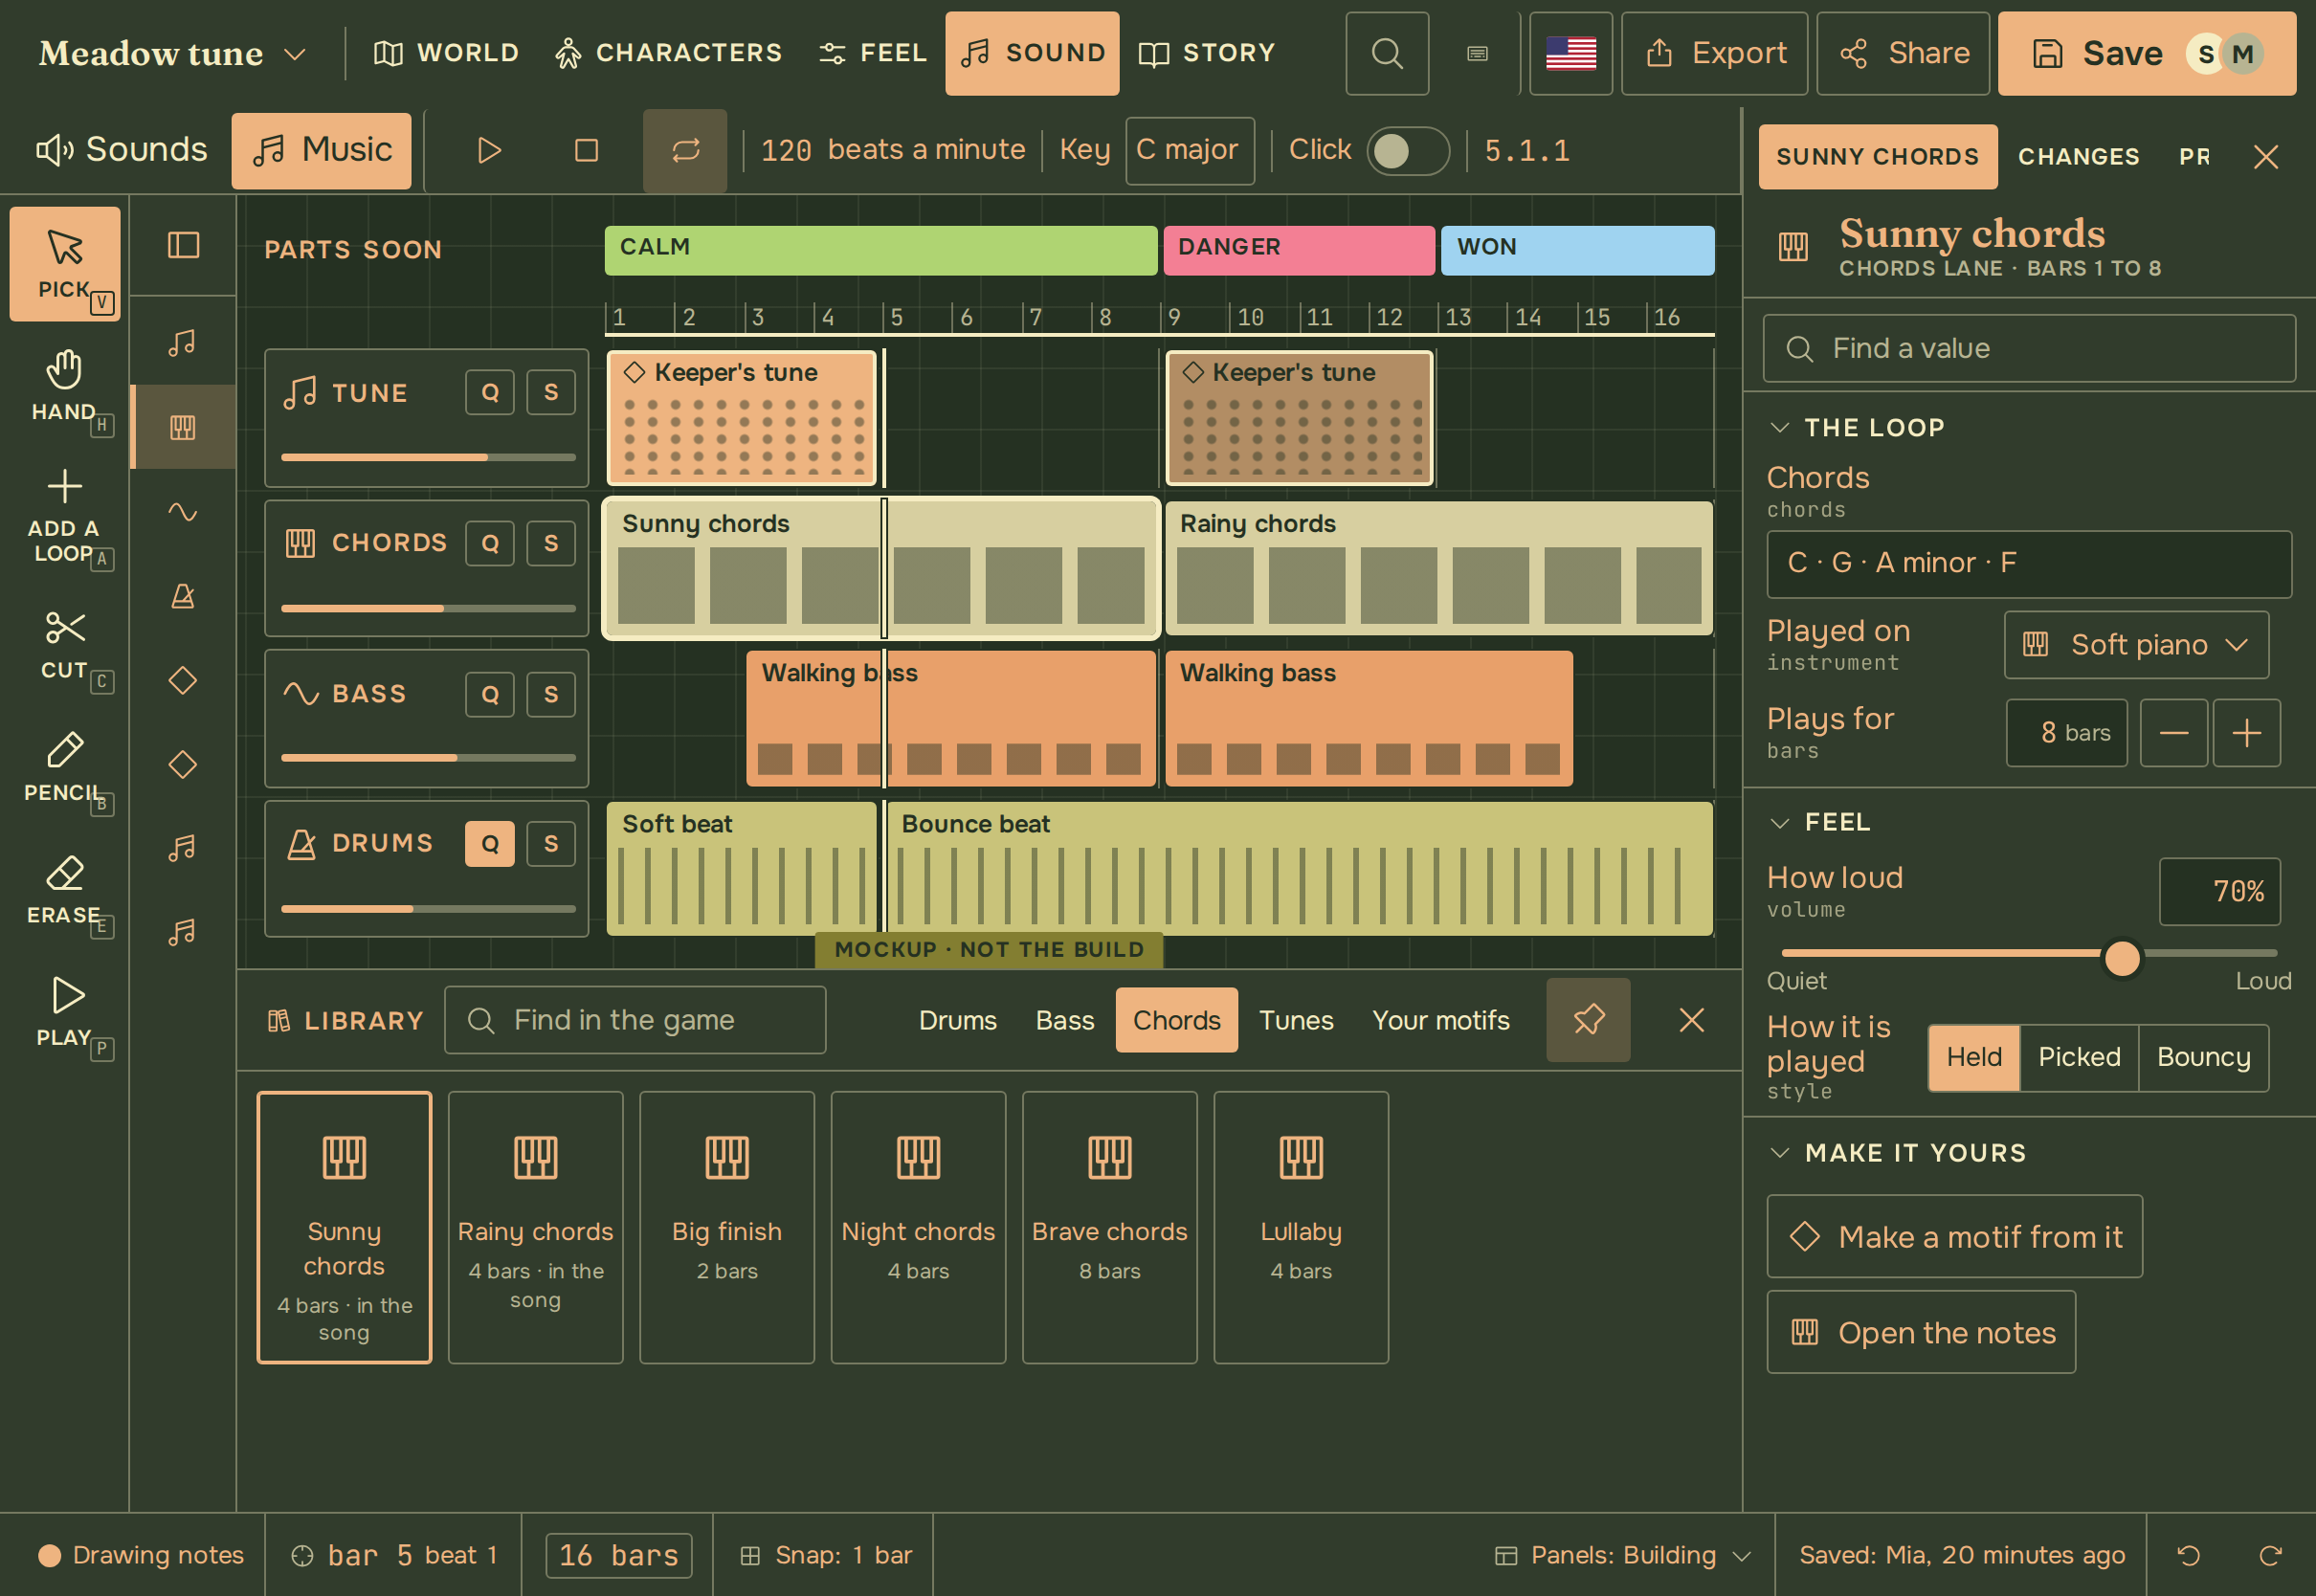 Meadow tune
WORLD
CHARACTERS
FEEL
SOUND
STORY
Export
Share
Save
S
M
Sounds
Music
120 beats a minute
Key
C major
Click
5.1.1
SUNNY CHORDS
CHANGES
PR
PICK
V
HAND
H
ADD A
LOOP
A
CUT
C
PENCIL
B
ERASE
E
PLAY
P
PARTS SOON
CALM
DANGER
WON
1 2 3 4 5 6 7 8 9 10 11 12 13 14 15 16
TUNE
Q
S
Keeper's tune
Keeper's tune
CHORDS
Q
S
Sunny chords
Rainy chords
BASS
Q
S
Walking bass
Walking bass
DRUMS
Q
S
Soft beat
Bounce beat
MOCKUP · NOT THE BUILD
LIBRARY
Find in the game
Drums
Bass
Chords
Tunes
Your motifs
Sunny
chords
4 bars · in the
song
Rainy chords
4 bars · in the
song
Big finish
2 bars
Night chords
4 bars
Brave chords
8 bars
Lullaby
4 bars
Sunny chords
CHORDS LANE · BARS 1 TO 8
Find a value
THE LOOP
Chords
chords
C · G · A minor · F
Played on
instrument
Soft piano
Plays for
bars
8 bars
FEEL
How loud
volume
70%
Quiet
Loud
How it is
played
style
Held
Picked
Bouncy
MAKE IT YOURS
Make a motif from it
Open the notes
Drawing notes
bar 5 beat 1
16 bars
Snap: 1 bar
Panels: Building
Saved: Mia, 20 minutes ago